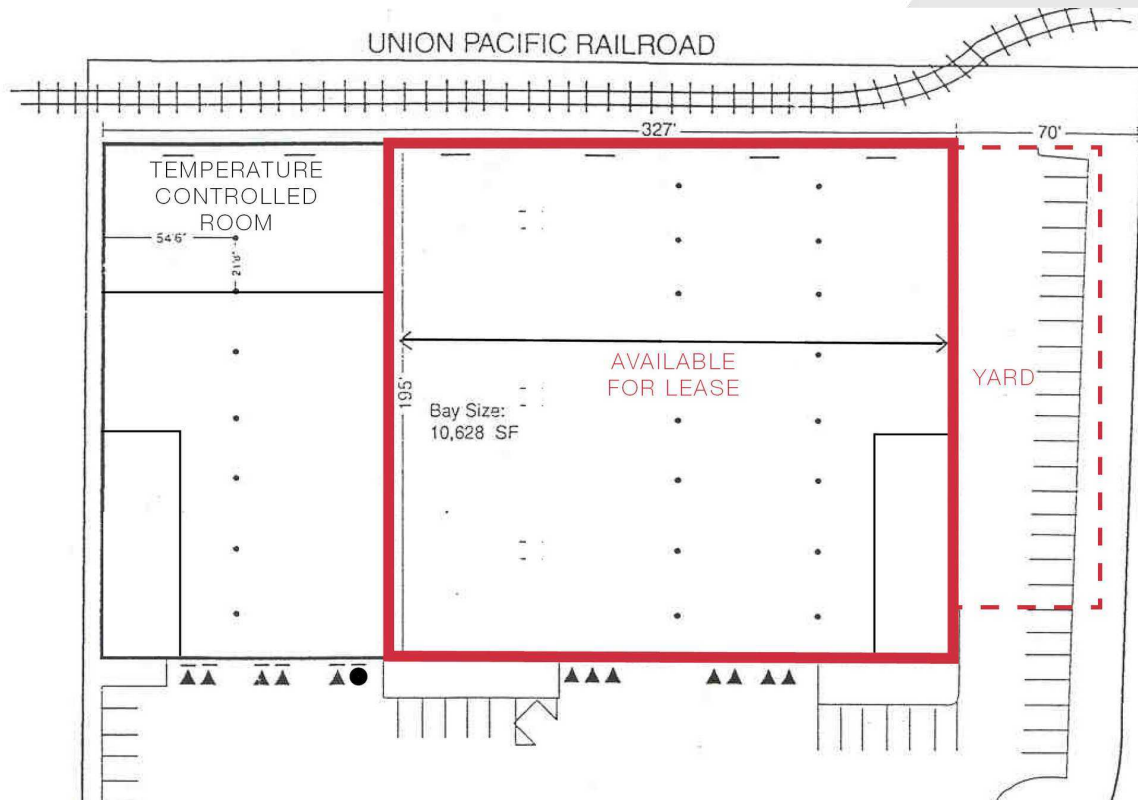 UNION PACIFIC RAILROAD
327'
70'
TEMPERATURE
CONTROLLED
ROOM
54'6"
21'8"
AVAILABLE
FOR LEASE
YARD
195'
Bay Size:
10,628 SF